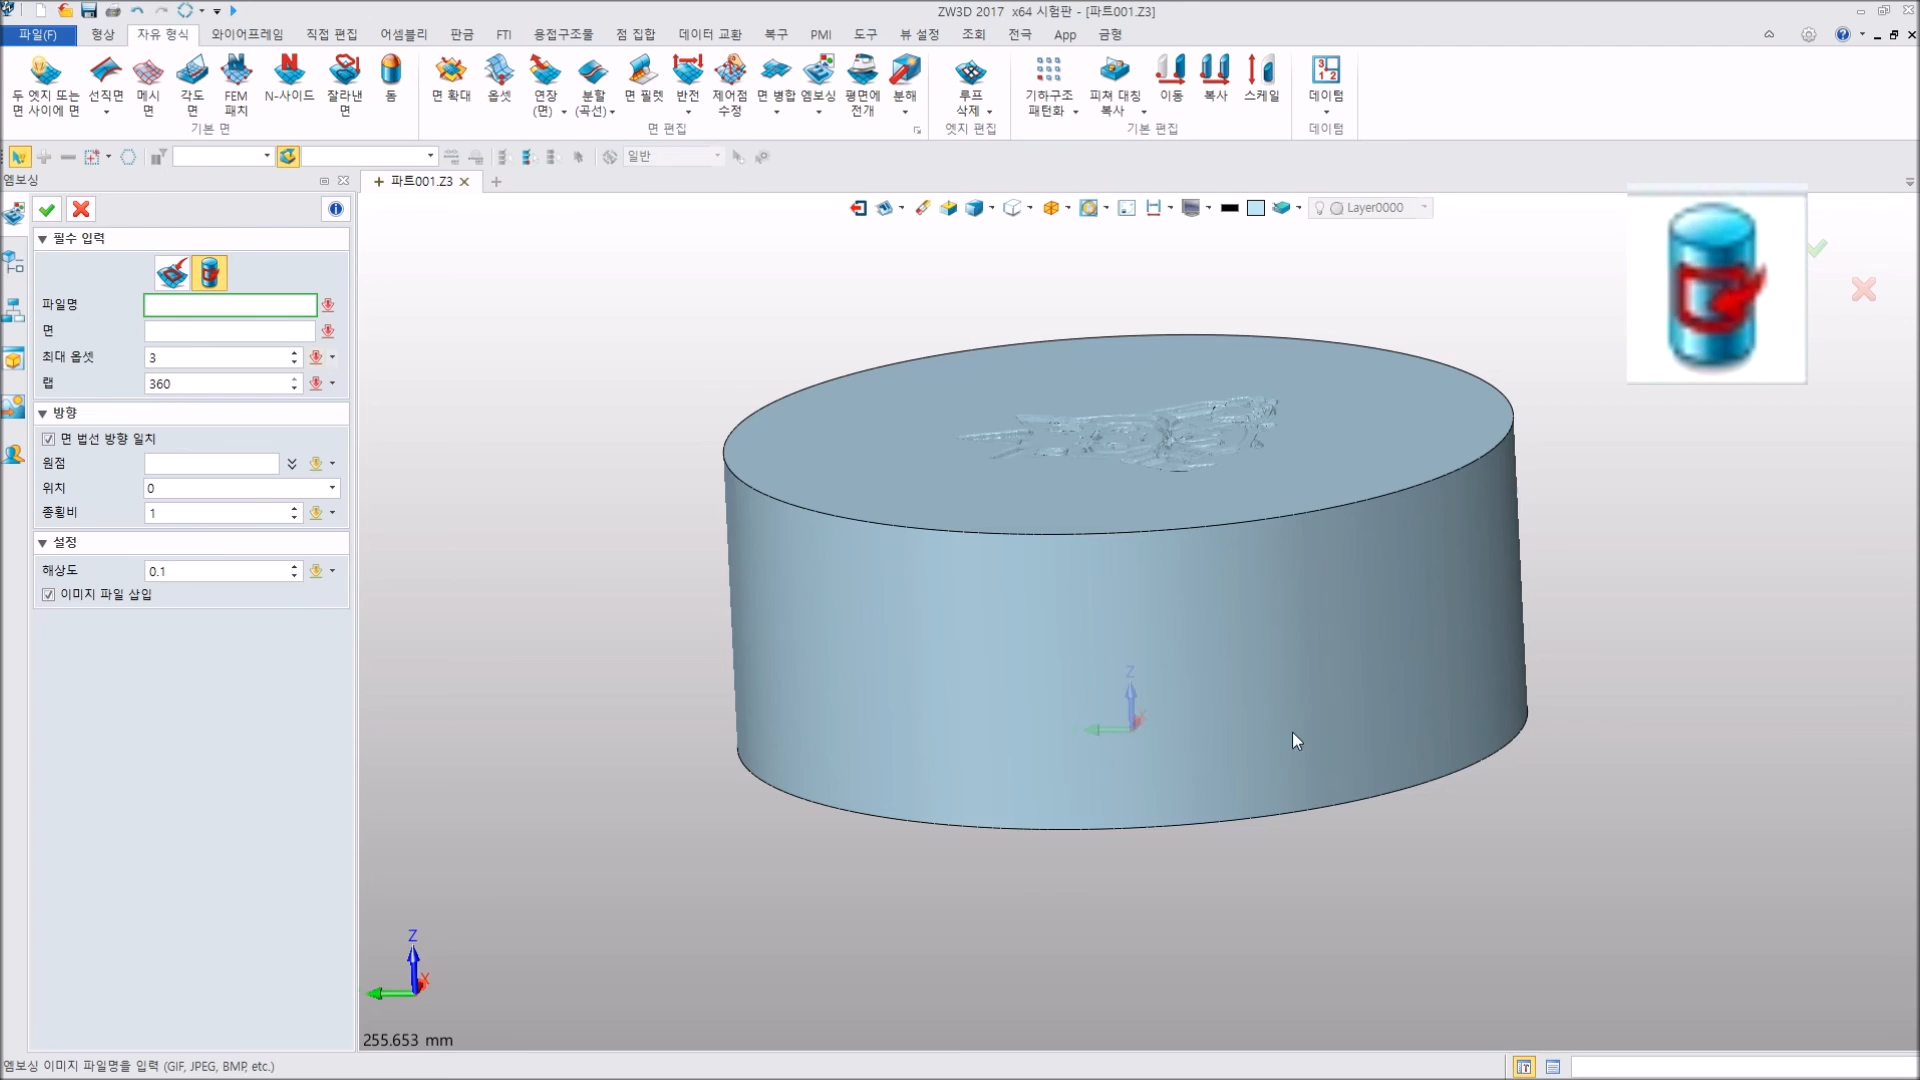 ZW3D 2017 x64 시험판 - [파트001.Z3]
파일(F) 형상 자유 형식 와이어프레임 직접 편집 어셈블리 판금 FTI 용접구조물 점 집합 데이터 교환 복구 PMI 도구 뷰 설정 조회 전극 App 금형
두 엣지 또는 면 사이에 면
선직면
메시 면
각도 면
FEM 패치
N-사이드
잘라낸 면
돔
면 확대
옵셋
연장 (면)
분할 (곡선)
면 필렛
반전
제어점 수정
면 병합
엠보싱
평면에 전개
분해
루프 삭제
기하구조 패턴화
피쳐 대칭 복사
이동
복사
스케일
데이텀
기본 면 면 편집 엣지 편집 기본 편집 데이텀
일반
엠보싱
파트001.Z3
Layer0000
필수 입력
파일명
면
최대 옵셋 3
랩 360
방향
면 법선 방향 일치
원점
위치 0
종횡비 1
설정
해상도 0.1
이미지 파일 삽입
Z
Z
X
255.653 mm
엠보싱 이미지 파일명을 입력 (GIF, JPEG, BMP, etc.)